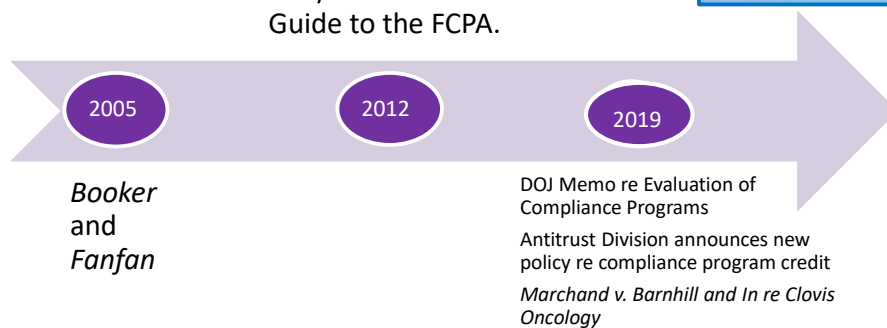 Guide to the FCPA.
2005
2012
2019
Booker
and
Fanfan
DOJ Memo re Evaluation of
Compliance Programs
Antitrust Division announces new
policy re compliance program credit
Marchand v. Barnhill and In re Clovis
Oncology